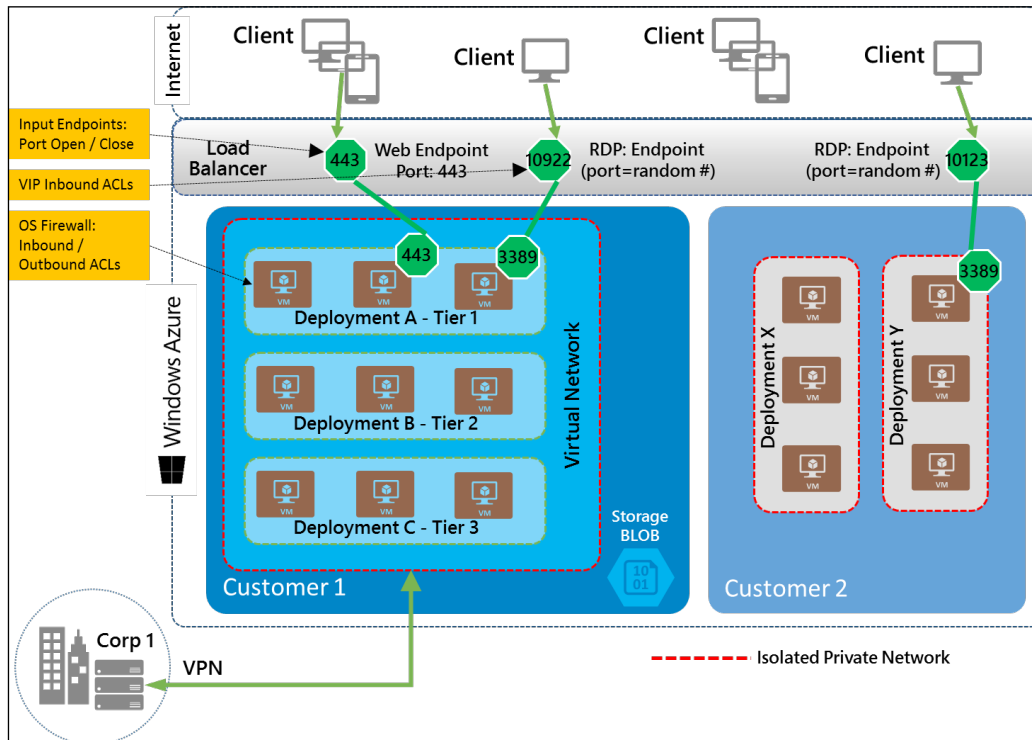 Internet
Client
Client
Client
Client
Input Endpoints:
Port Open / Close
VIP Inbound ACLs
OS Firewall:
Inbound /
Outbound ACLs
Load
Balancer
443
Web Endpoint
Port: 443
10922
RDP: Endpoint
(port=random #)
RDP: Endpoint
(port=random #)
10123
Windows Azure
443
3389
VM
VM
VM
Deployment A - Tier 1
VM
VM
VM
Deployment B - Tier 2
VM
VM
VM
Deployment C - Tier 3
Virtual Network
Storage
BLOB
10
01
Customer 1
3389
Deployment X
VM
VM
VM
Deployment Y
VM
VM
VM
Customer 2
Corp 1
VPN
Isolated Private Network